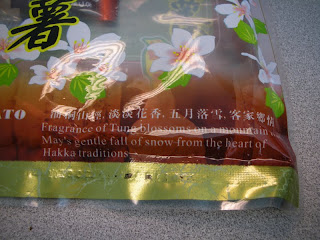 薯
ATO
油桐山徑, 淡淡花香, 五月落雪, 客家鄉情
Fragrance of Tung blossoms on a mountain
May's gentle fall of snow from the heart of
Hakka traditions